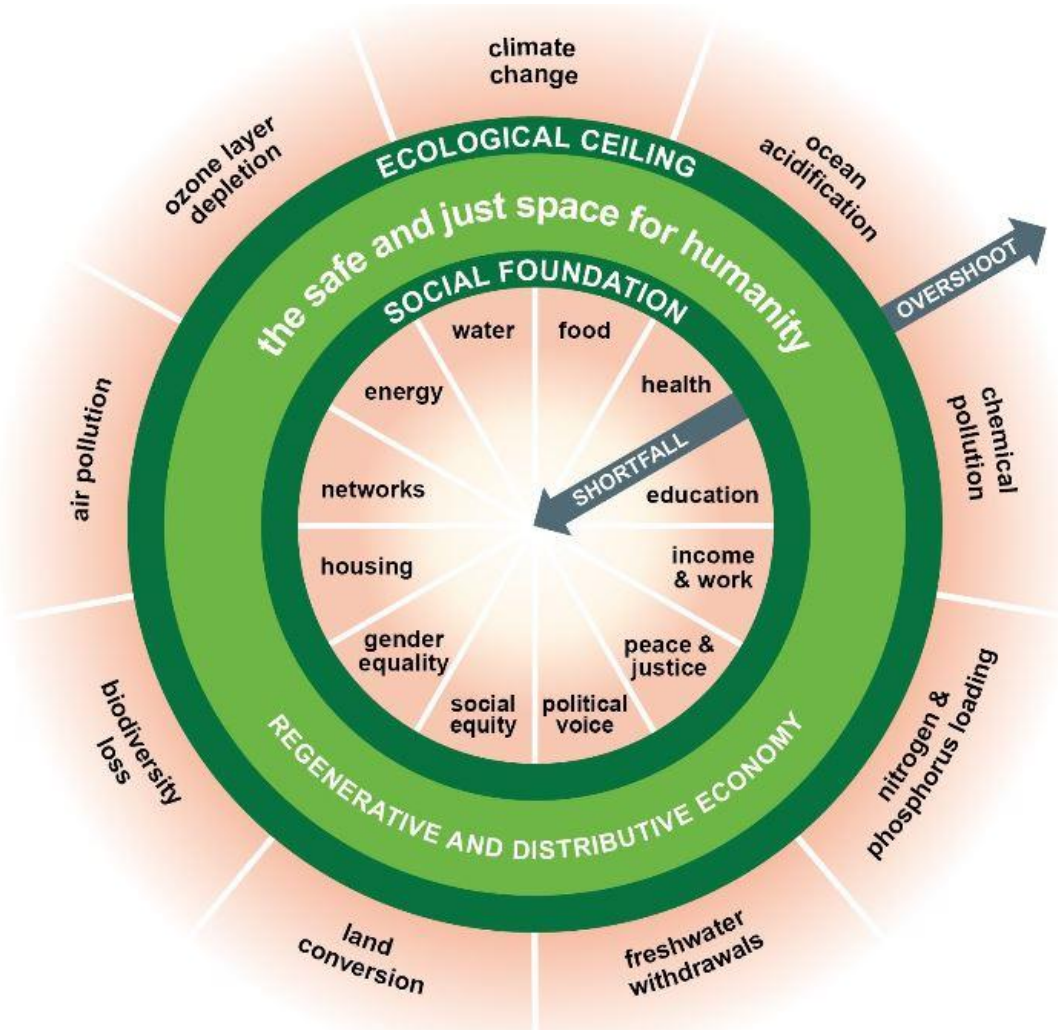 climate
change
ocean
acidification
chemical
pollution
nitrogen &
phosphorus loading
freshwater
withdrawals
land
conversion
biodiversity
loss
air pollution
ozone layer
depletion
OVERSHOOT
ECOLOGICAL CEILING
the safe and just space for humanity
SOCIAL FOUNDATION
water
food
health
SHORTFALL
education
income
& work
peace &
justice
political
voice
social
equity
gender
equality
housing
networks
energy
REGENERATIVE AND DISTRIBUTIVE ECONOMY